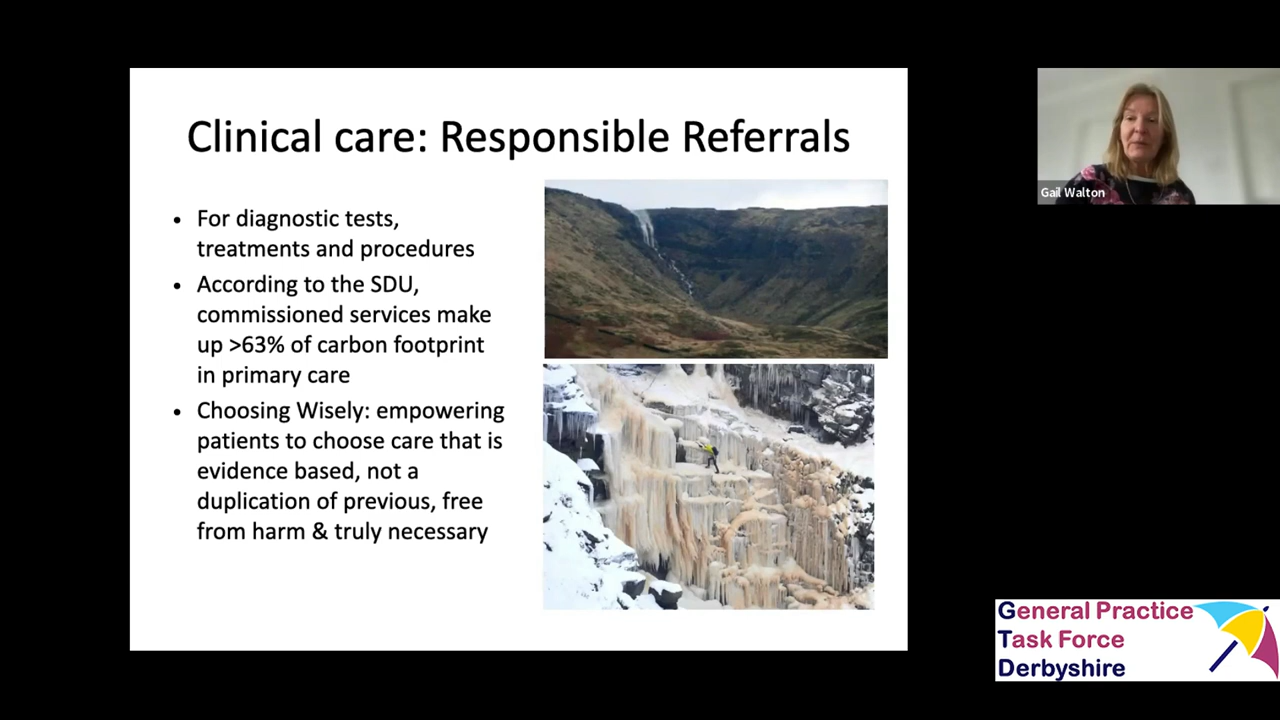 Clinical care: Responsible Referrals
• For diagnostic tests,
treatments and procedures
• According to the SDU,
commissioned services make
up >63% of carbon footprint
in primary care
• Choosing Wisely: empowering
patients to choose care that is
evidence based, not a
duplication of previous, free
from harm & truly necessary
Gail Walton
General Practice
Task Force
Derbyshire